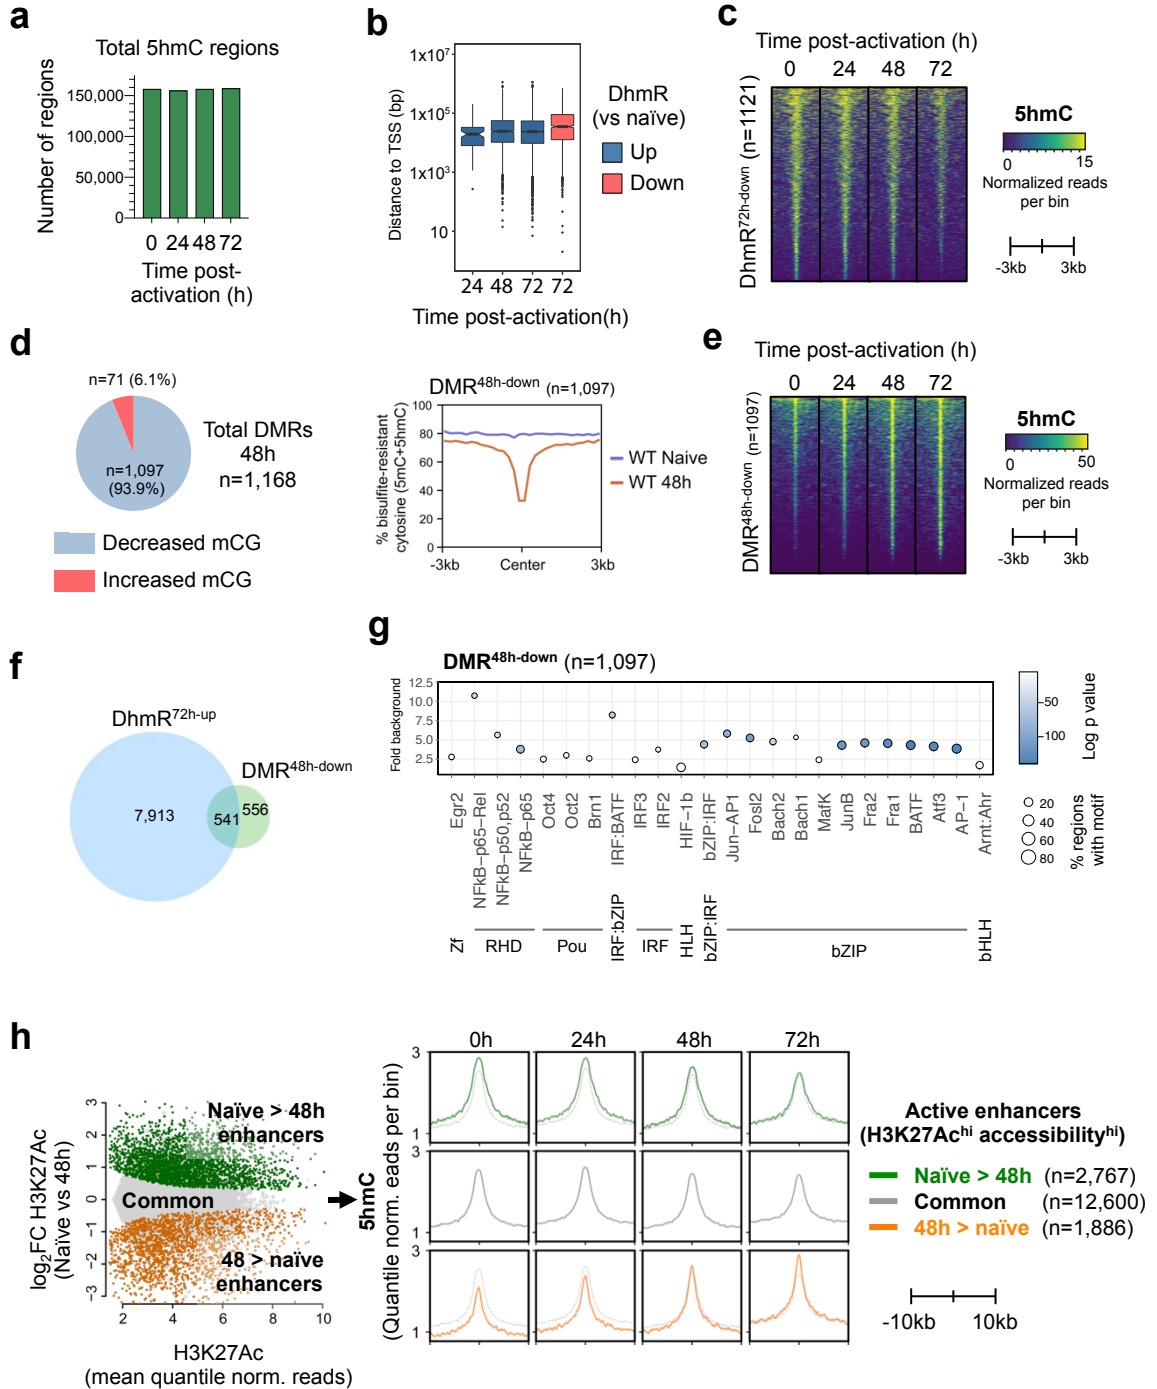 a
Total 5hmC regions
Number of regions
150,000
100,000
50,000
0
0 24 48 72
Time post-
activation (h)
b
Distance to TSS (bp)
1x10⁷
1x10⁵
1x10³
10
24 48 72 72
Time post-activation(h)
DhmR
(vs naïve)
Up
Down
c
Time post-activation (h)
0 24 48 72
DhmR72h-down (n=1121)
5hmC
0 15
Normalized reads
per bin
-3kb 3kb
d
n=71 (6.1%)
n=1,097
(93.9%)
Total DMRs
48h
n=1,168
Decreased mCG
Increased mCG
DMR48h-down (n=1,097)
% bisulfite-resistant
cytosine (5mC+5hmC)
100
80
60
40
20
0
-3kb Center 3kb
WT Naive
WT 48h
e
Time post-activation (h)
0 24 48 72
DMR48h-down (n=1097)
5hmC
0 50
Normalized reads
per bin
-3kb 3kb
f
DhmR72h-up
DMR48h-down
7,913
541
556
g
DMR48h-down (n=1,097)
Fold background
12.5
10.0
7.5
5.0
2.5
Egr2
NFkB-p65-Rel
NFkB-p50,p52
NFkB-p65
Oct4
Oct2
Brn1
IRF:BATF
IRF3
IRF2
HIF-1b
bZIP:IRF
Jun-AP1
Fosl2
Bach2
Bach1
MafK
JunB
Fra2
Fra1
BATF
Atf3
AP-1
Arnt:Ahr
Zf
RHD
Pou
IRF:bZIP
IRF
HLH
bZIP:IRF
bZIP
bHLH
-50
-100
Log p value
20
40
60
80
% regions
with motif
h
log₂FC H3K27Ac
(Naïve vs 48h)
3
2
1
0
-1
-2
-3
Naïve > 48h
enhancers
Common
48 > naïve
enhancers
2 4 6 8 10
H3K27Ac
(mean quantile norm. reads)
5hmC
(Quantile norm. reads per bin)
0h 24h 48h 72h
3
1
3
1
3
1
Active enhancers
(H3K27Achi accessibilityhi)
Naïve > 48h (n=2,767)
Common (n=12,600)
48h > naïve (n=1,886)
-10kb 10kb